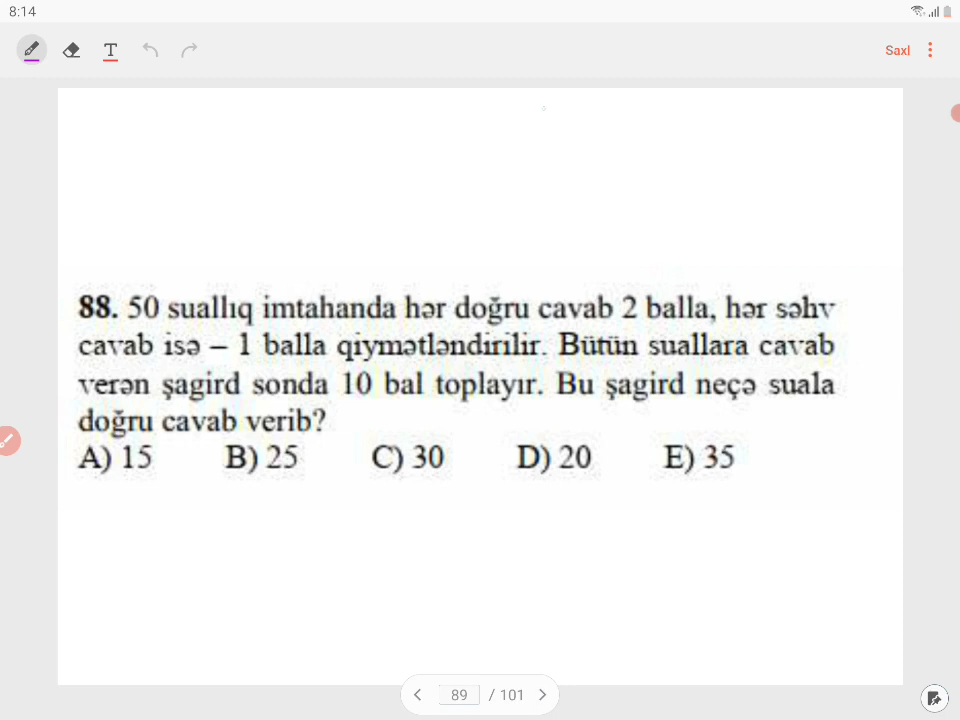 8:14
T
Saxl
88. 50 suallıq imtahanda hər doğru cavab 2 balla, hər səhv
cavab isə – 1 balla qiymətləndirilir. Bütün suallara cavab
verən şagird sonda 10 bal toplayır. Bu şagird neçə suala
doğru cavab verib?
A) 15 B) 25 C) 30 D) 20 E) 35
89 / 101